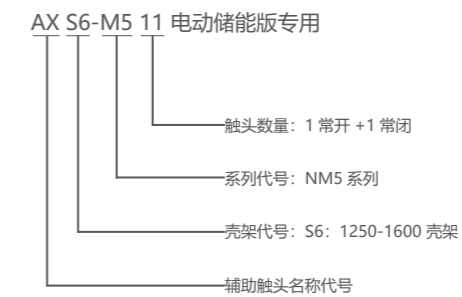 AX S6-M5 11 电动储能版专用
触头数量：1 常开 +1 常闭
系列代号：NM5 系列
壳架代号：S6：1250-1600 壳架
辅助触头名称代号